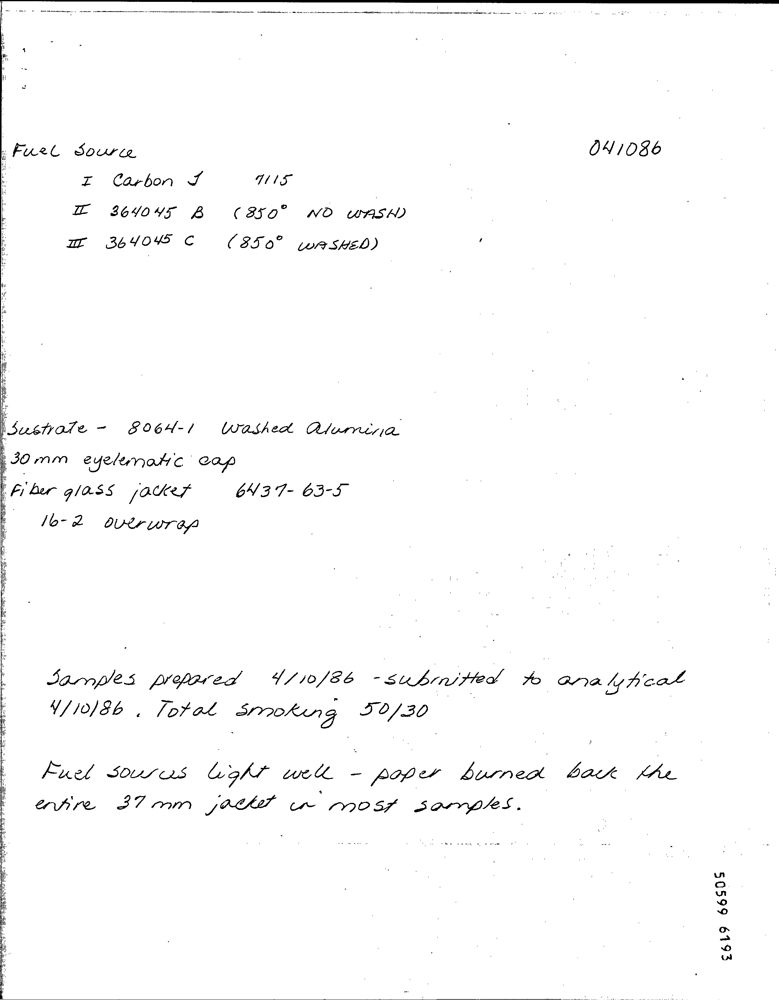 Fuel Source 041086
I Carbon J 7115
II 364045 B (850° NO WASH)
III 364045 C (850° WASHED)
Sustrate - 8064-1 Washed Alumina
30 mm eyelematic cap
Fiber glass jacket 6437-63-5
16-2 overwrap
Samples prepared 4/10/86 - submitted to analytical
4/10/86. Total smoking 50/30
Fuel sources light well - paper burned back the
entire 37 mm jacket in most samples.
50599 6193